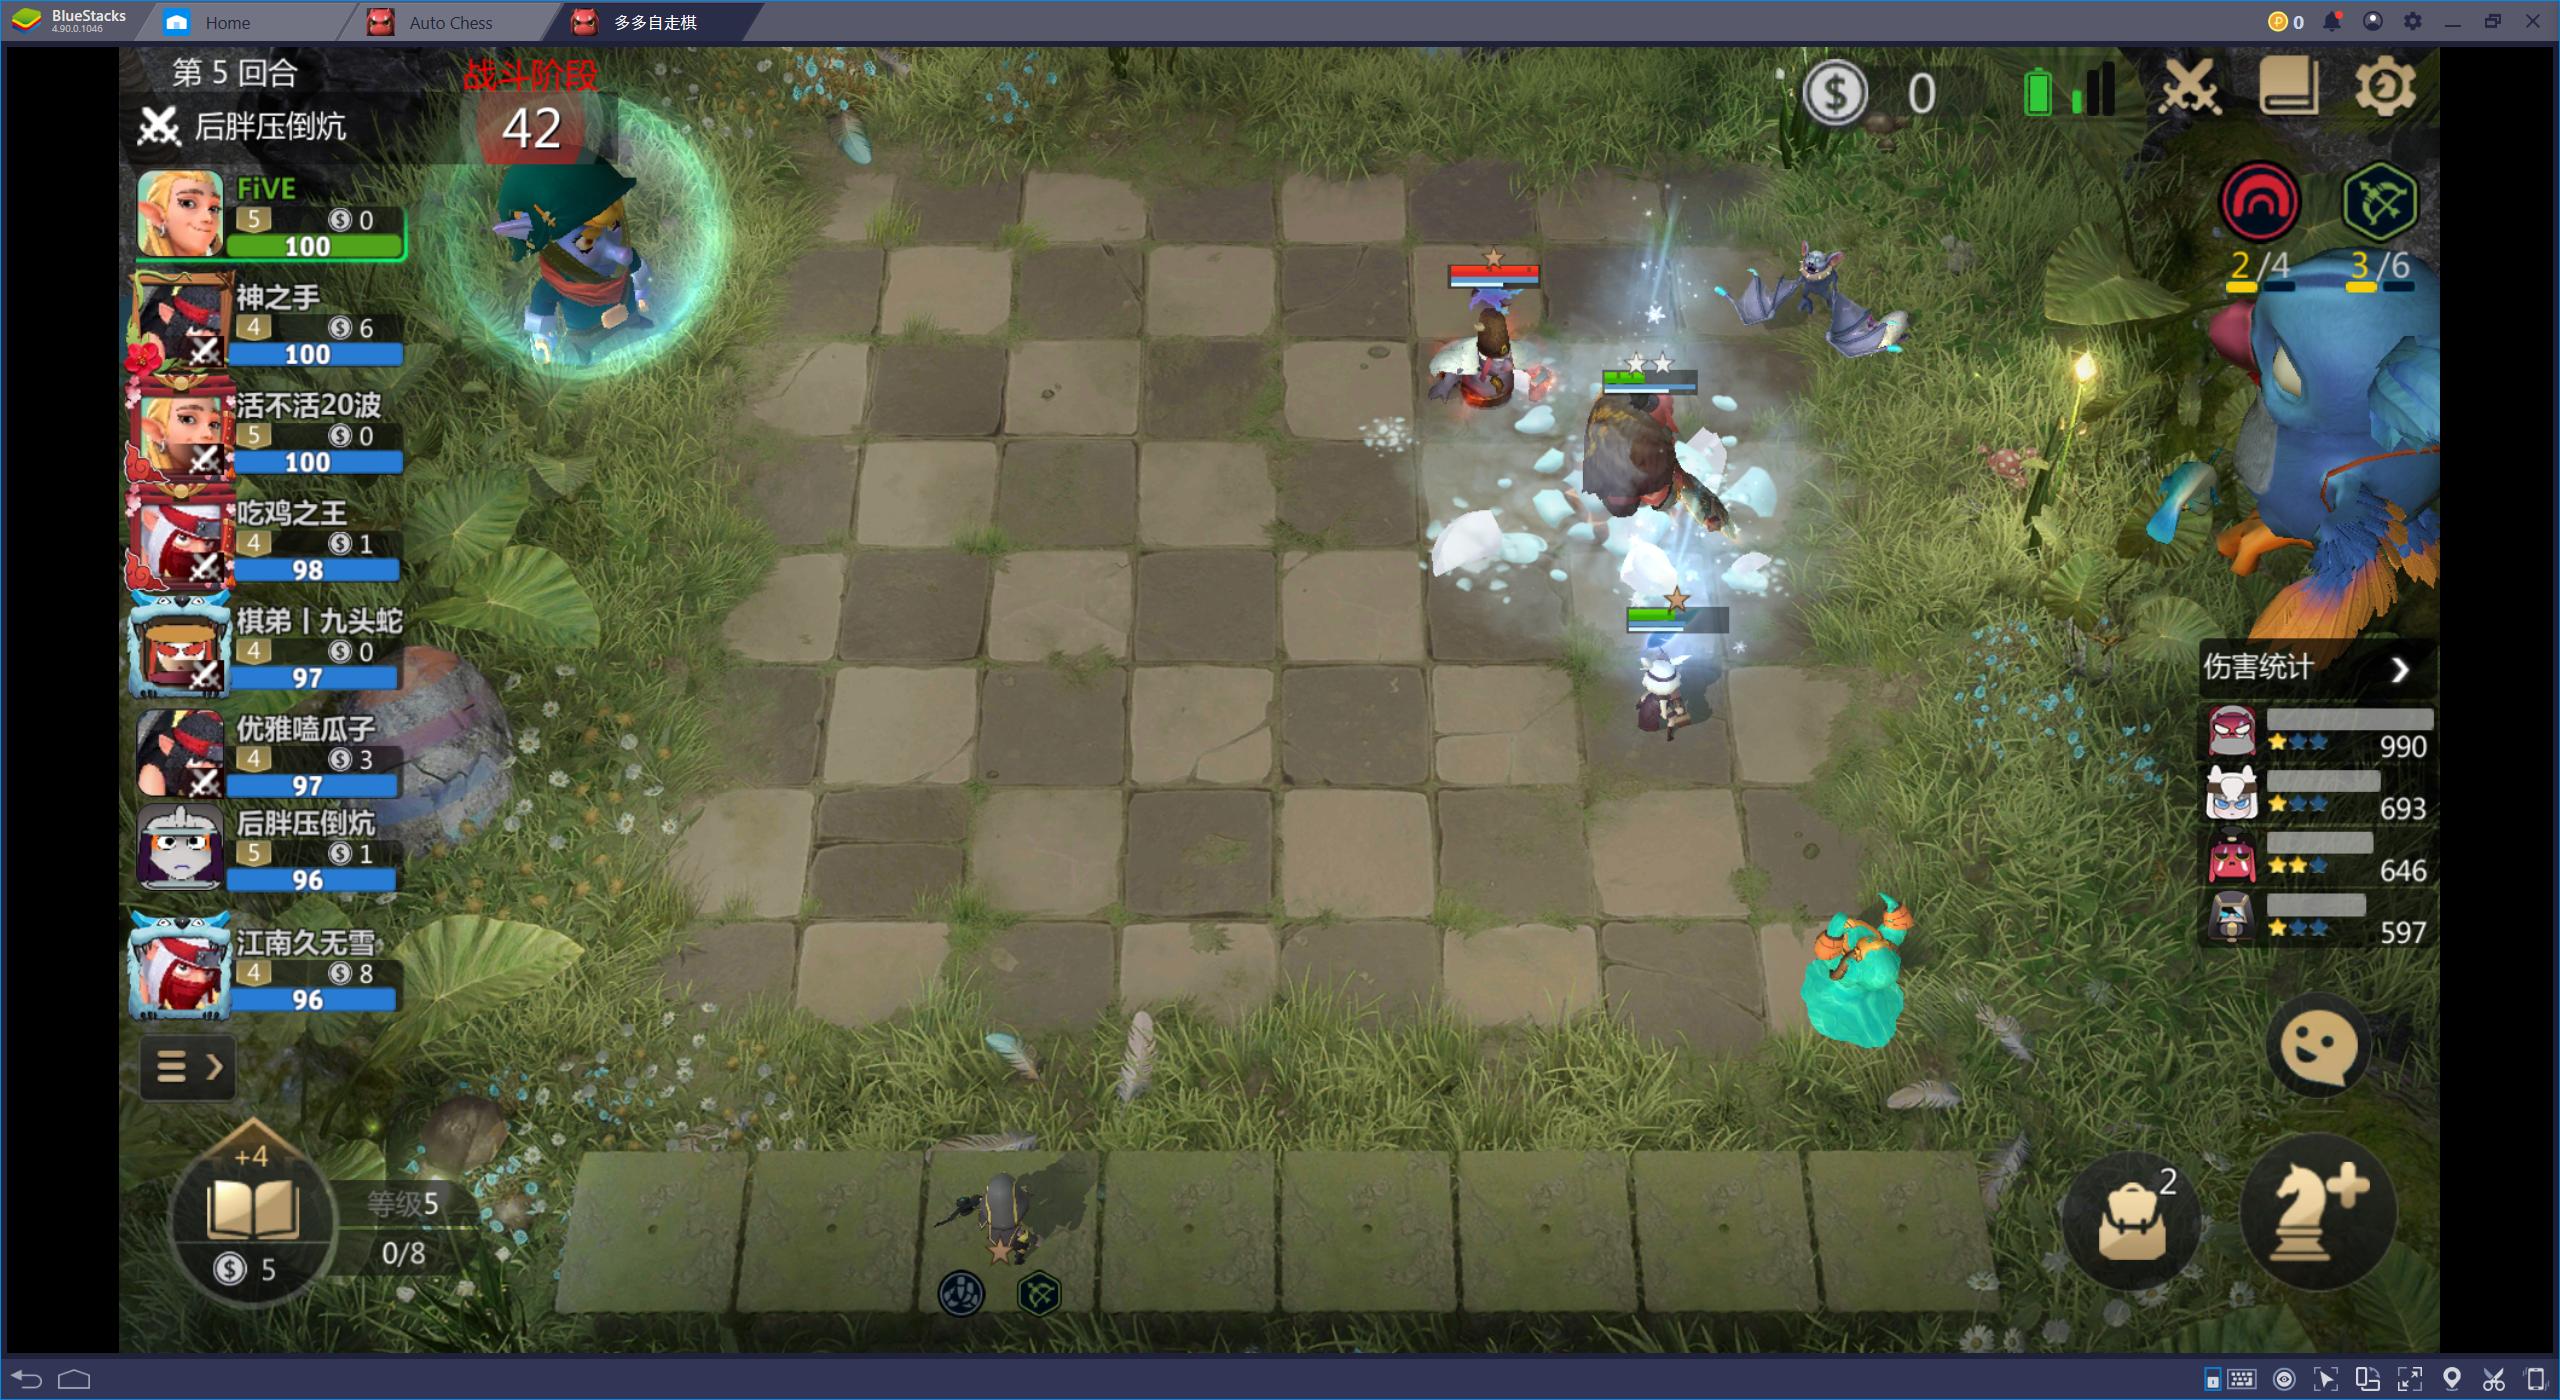 BlueStacks
4.90.0.1046
Home
Auto Chess
多多自走棋
0
第 5 回合
战斗阶段
后胖压倒炕
42
0
FiVE
5 0
100
神之手
4 6
100
活不活20波
5 0
100
吃鸡之王
4 1
98
棋弟丨九头蛇
4 0
97
优雅嗑瓜子
4 3
97
后胖压倒炕
5 1
96
江南久无雪
4 8
96
2/4
3/6
伤害统计
990
693
646
597
+4
5
等级5
0/8
2